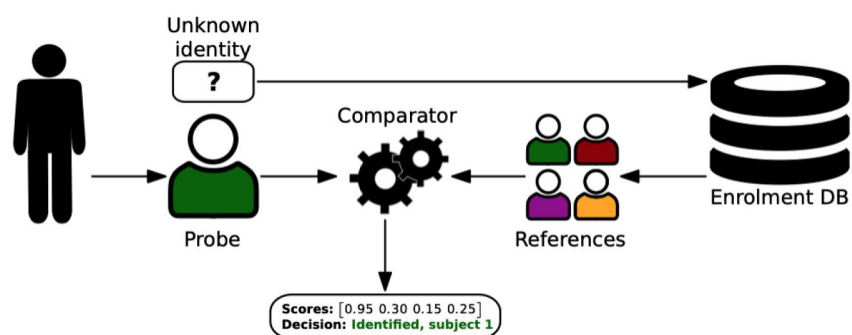 Unknown
identity
?
Comparator
Enrolment DB
Probe
References
Scores: [0.95 0.30 0.15 0.25]
Decision: Identified, subject 1